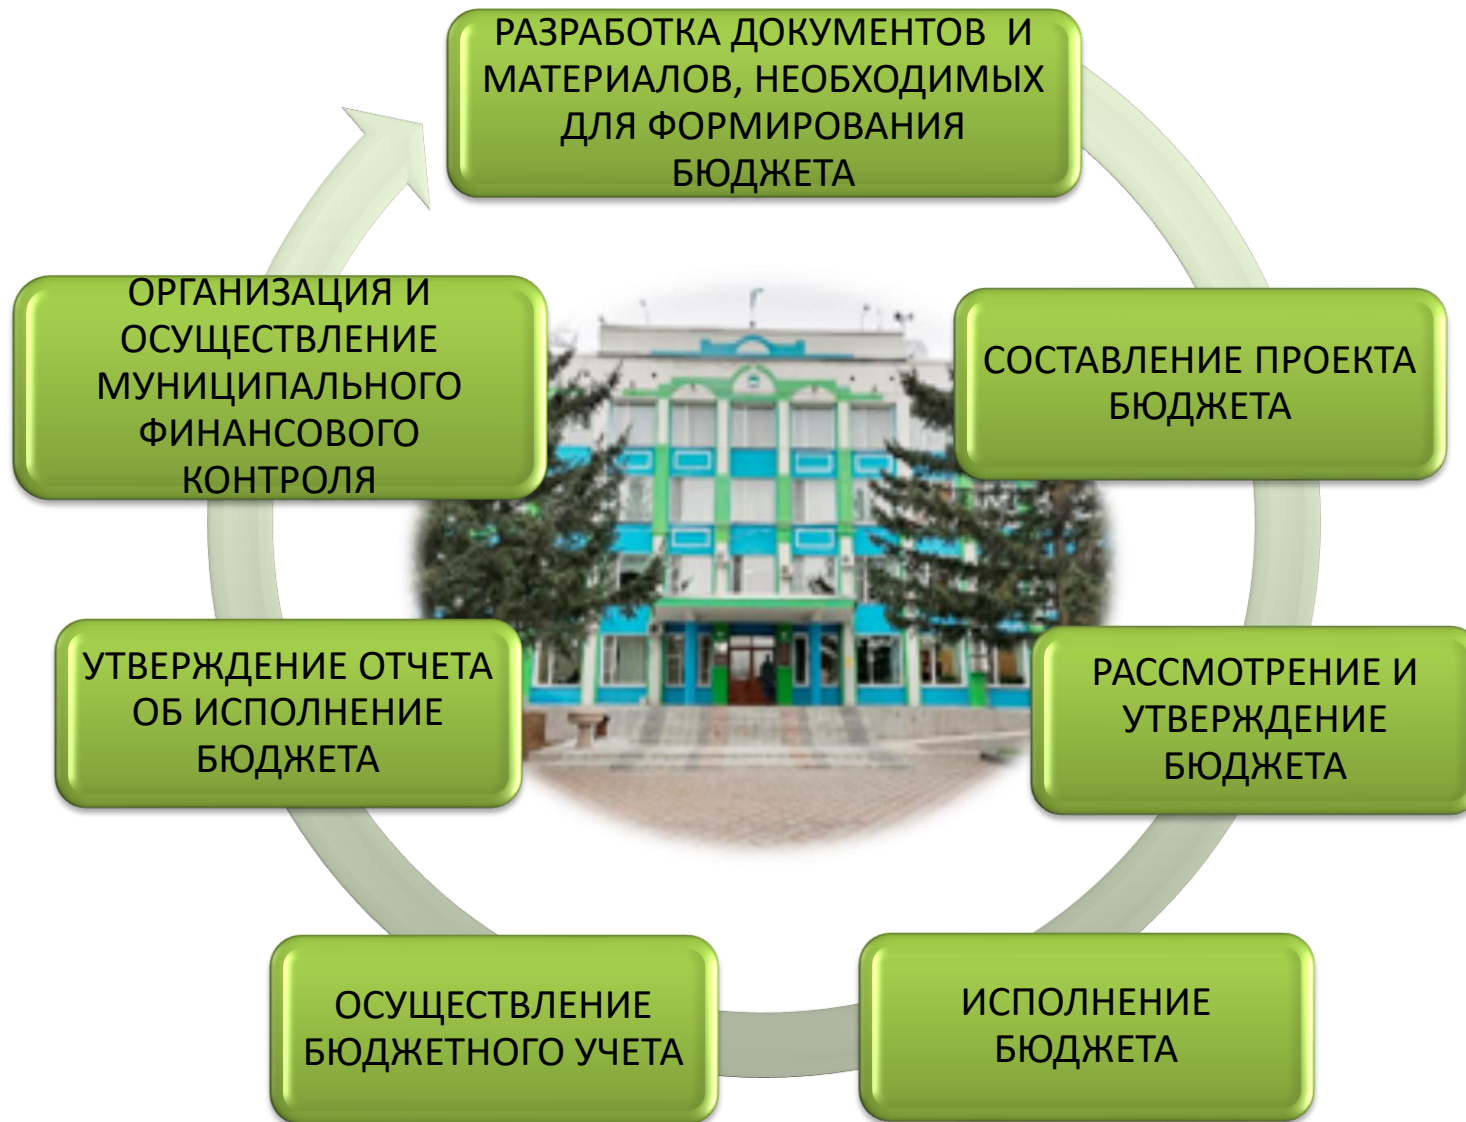 РАЗРАБОТКА ДОКУМЕНТОВ И
МАТЕРИАЛОВ, НЕОБХОДИМЫХ
ДЛЯ ФОРМИРОВАНИЯ
БЮДЖЕТА
СОСТАВЛЕНИЕ ПРОЕКТА
БЮДЖЕТА
РАССМОТРЕНИЕ И
УТВЕРЖДЕНИЕ
БЮДЖЕТА
ИСПОЛНЕНИЕ
БЮДЖЕТА
ОСУЩЕСТВЛЕНИЕ
БЮДЖЕТНОГО УЧЕТА
УТВЕРЖДЕНИЕ ОТЧЕТА
ОБ ИСПОЛНЕНИЕ
БЮДЖЕТА
ОРГАНИЗАЦИЯ И
ОСУЩЕСТВЛЕНИЕ
МУНИЦИПАЛЬНОГО
ФИНАНСОВОГО
КОНТРОЛЯ